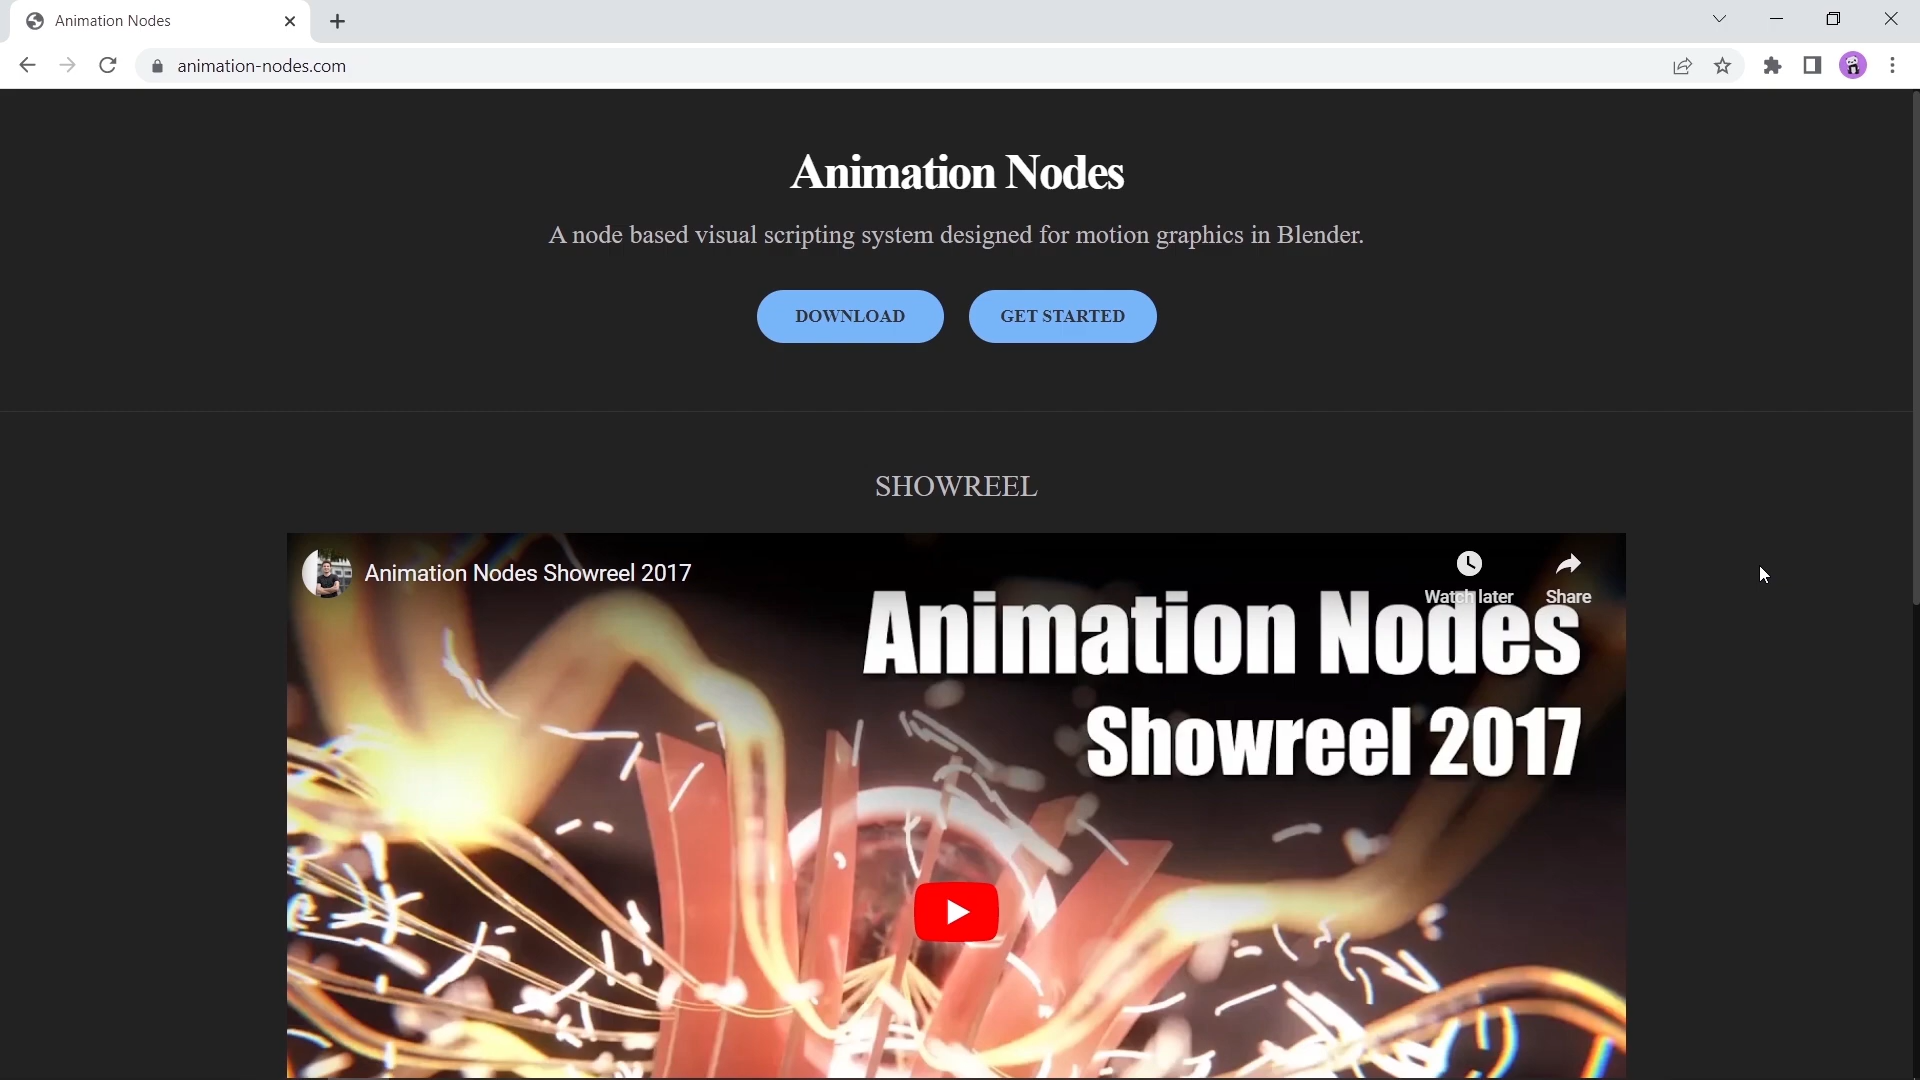 Animation Nodes
animation-nodes.com
Animation Nodes
A node based visual scripting system designed for motion graphics in Blender.
DOWNLOAD GET STARTED
SHOWREEL
Animation Nodes Showreel 2017
Watch later Share
Animation Nodes
Showreel 2017